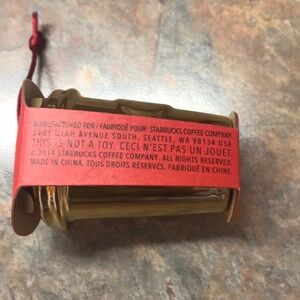 MANUFACTURED FOR / FABRIQUÉ POUR: STARBUCKS COFFEE COMPANY
2401 UTAH AVENUE SOUTH, SEATTLE, WA 98134 USA
THIS IS NOT A TOY. CECI N'EST PAS UN JOUET.
© 2014 STARBUCKS COFFEE COMPANY. ALL RIGHTS RESERVED.
MADE IN CHINA. TOUS DROITS RÉSERVÉS. FABRIQUÉ EN CHINE.